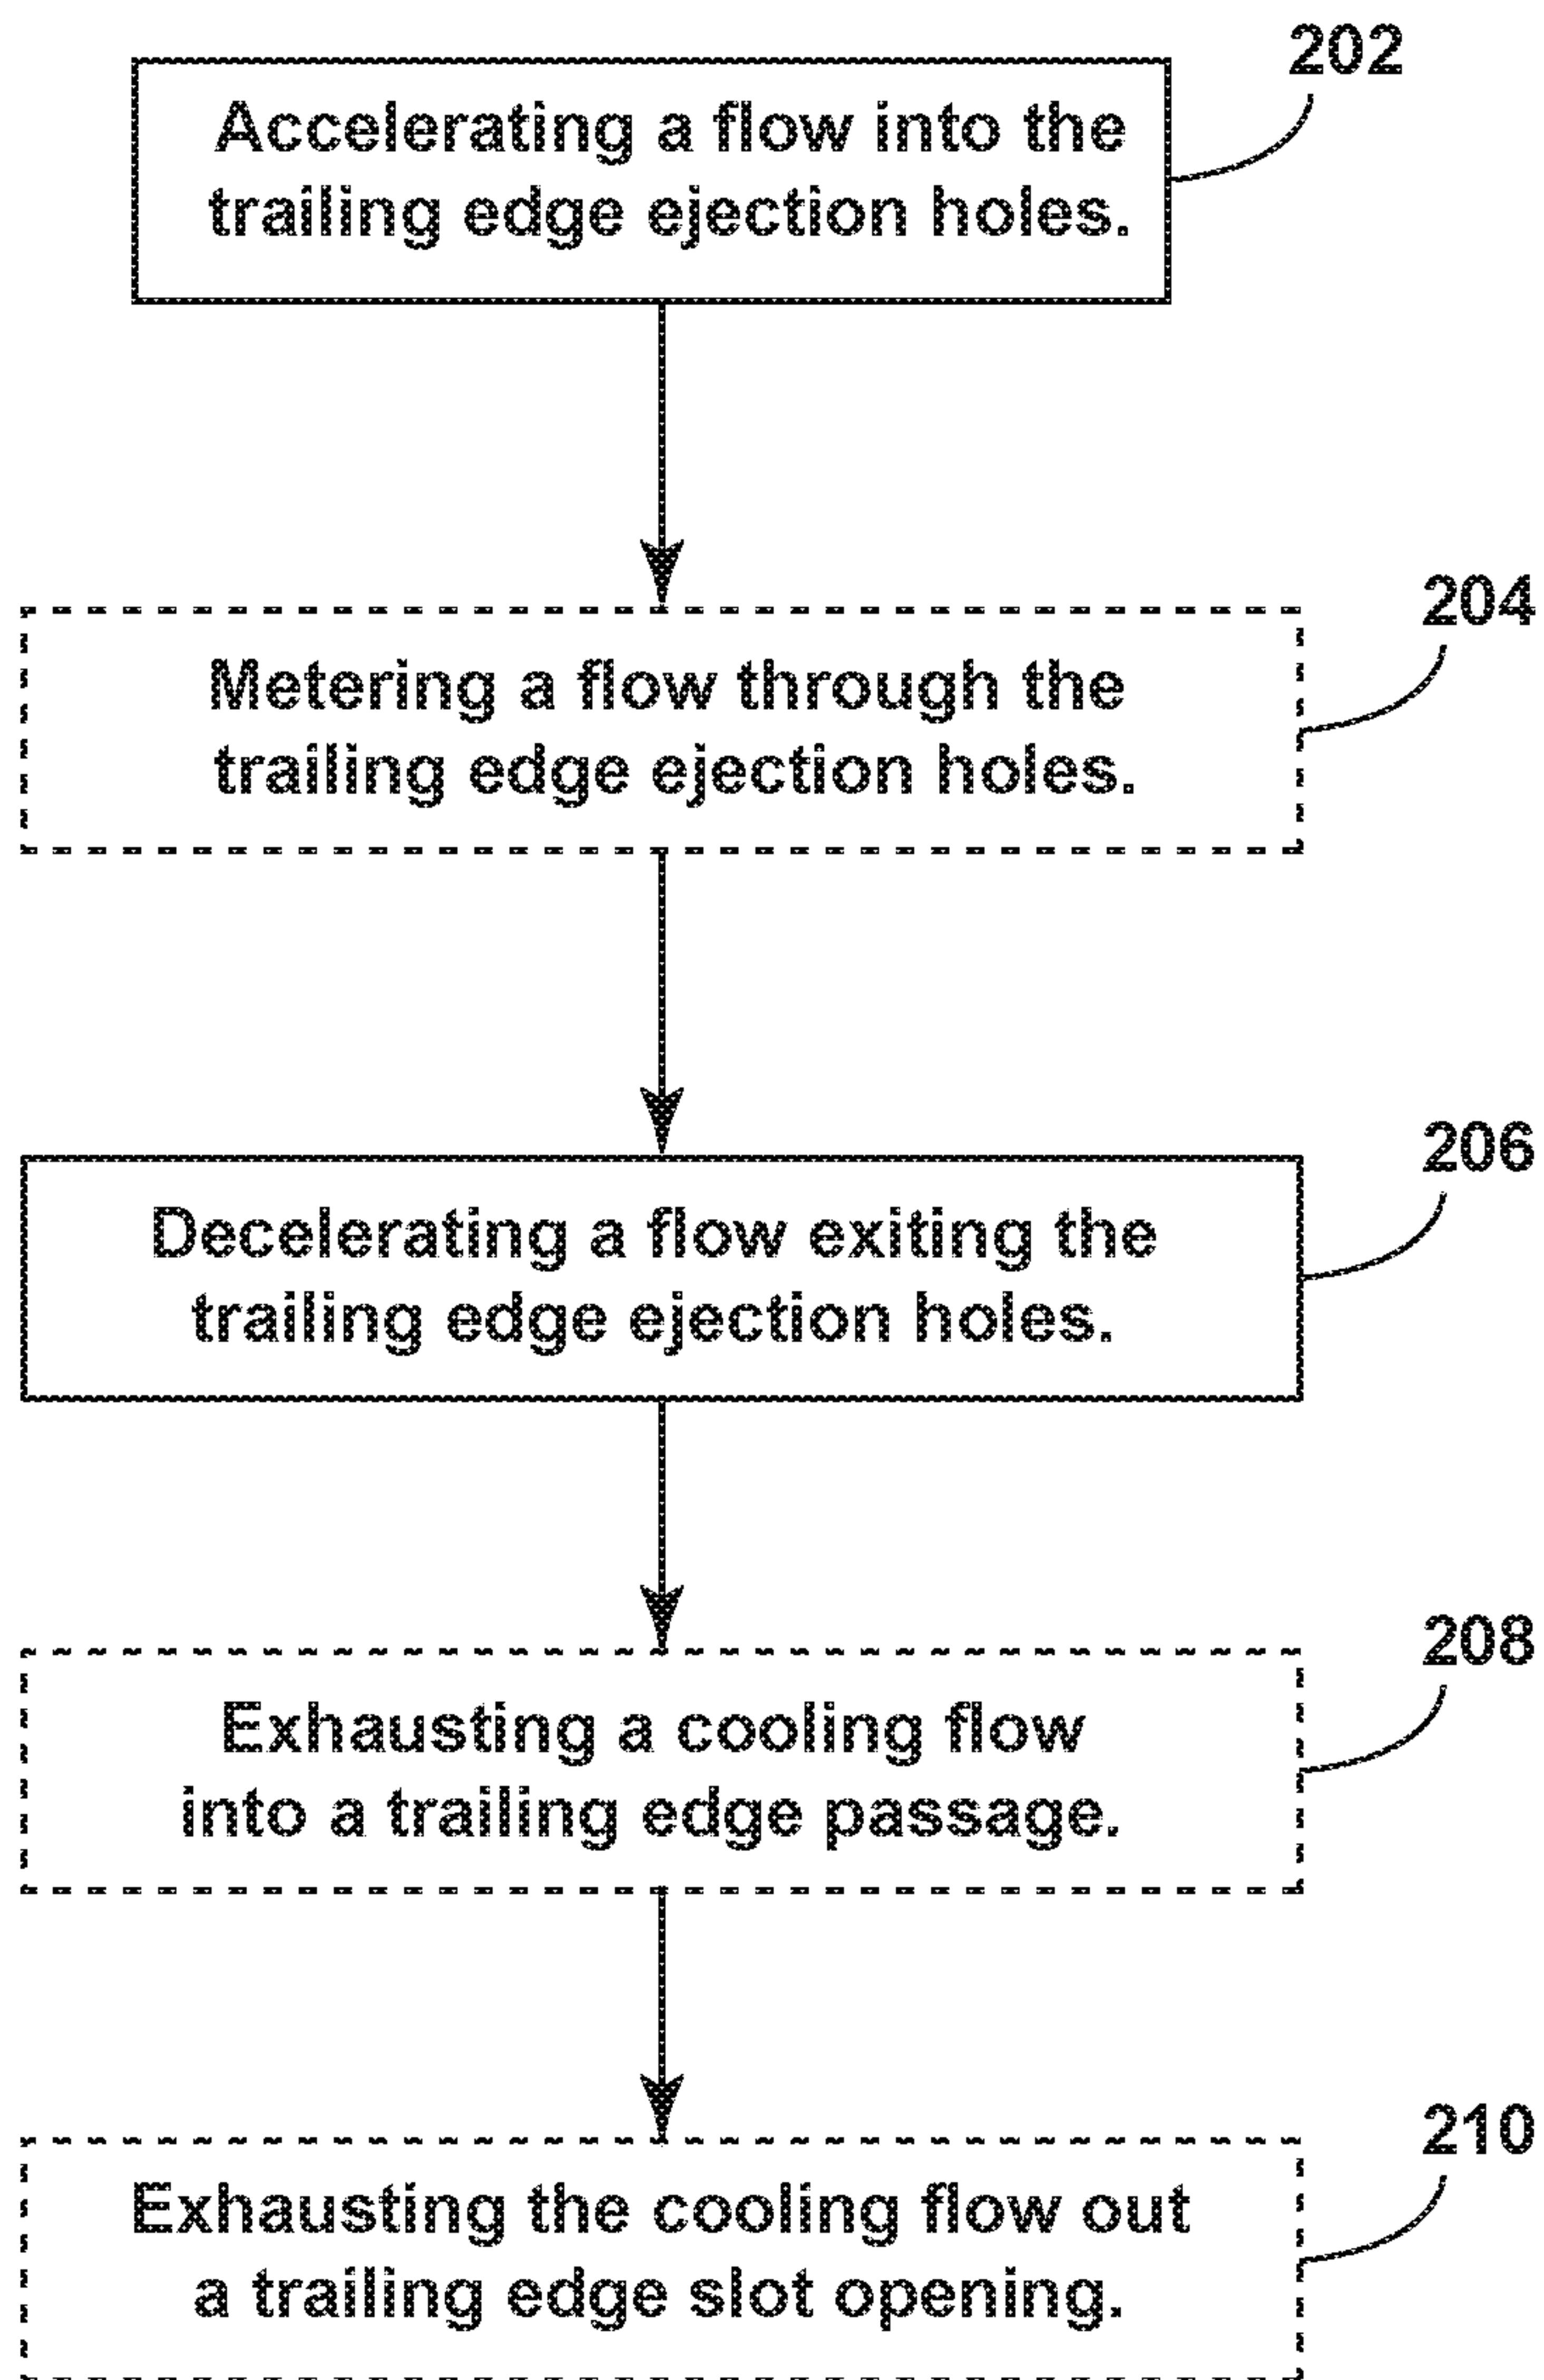 202
Accelerating a flow into the
trailing edge ejection holes.
204
Metering a flow through the
trailing edge ejection holes.
206
Decelerating a flow exiting the
trailing edge ejection holes.
208
Exhausting a cooling flow
into a trailing edge passage.
210
Exhausting the cooling flow out
a trailing edge slot opening.